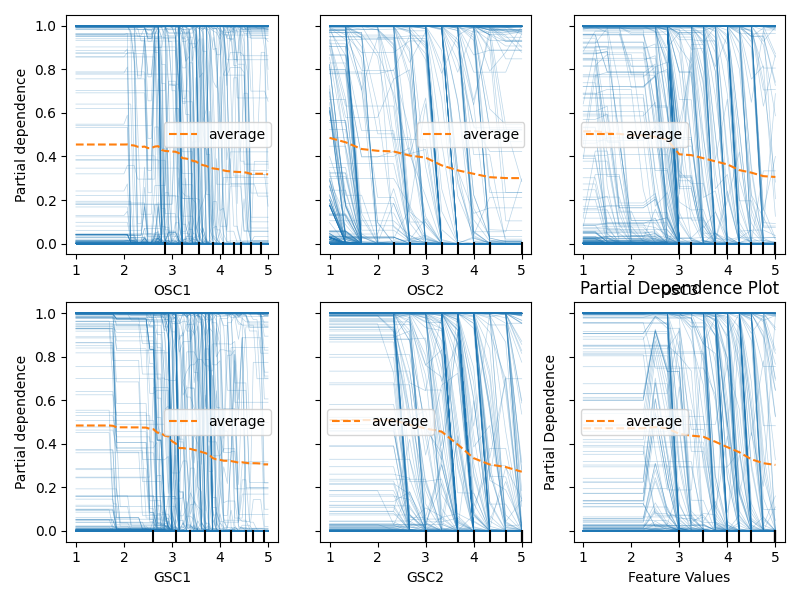 1.0
0.8
0.6
0.4
0.2
0.0
Partial dependence
average
average
average
1 2 3 4 5
1 2 3 4 5
1 2 3 4 5
OSC1
OSC2
OSC3
Partial Dependence Plot
1.0
0.8
0.6
0.4
0.2
0.0
Partial dependence
Partial Dependence
average
average
average
1 2 3 4 5
1 2 3 4 5
1 2 3 4 5
GSC1
GSC2
Feature Values